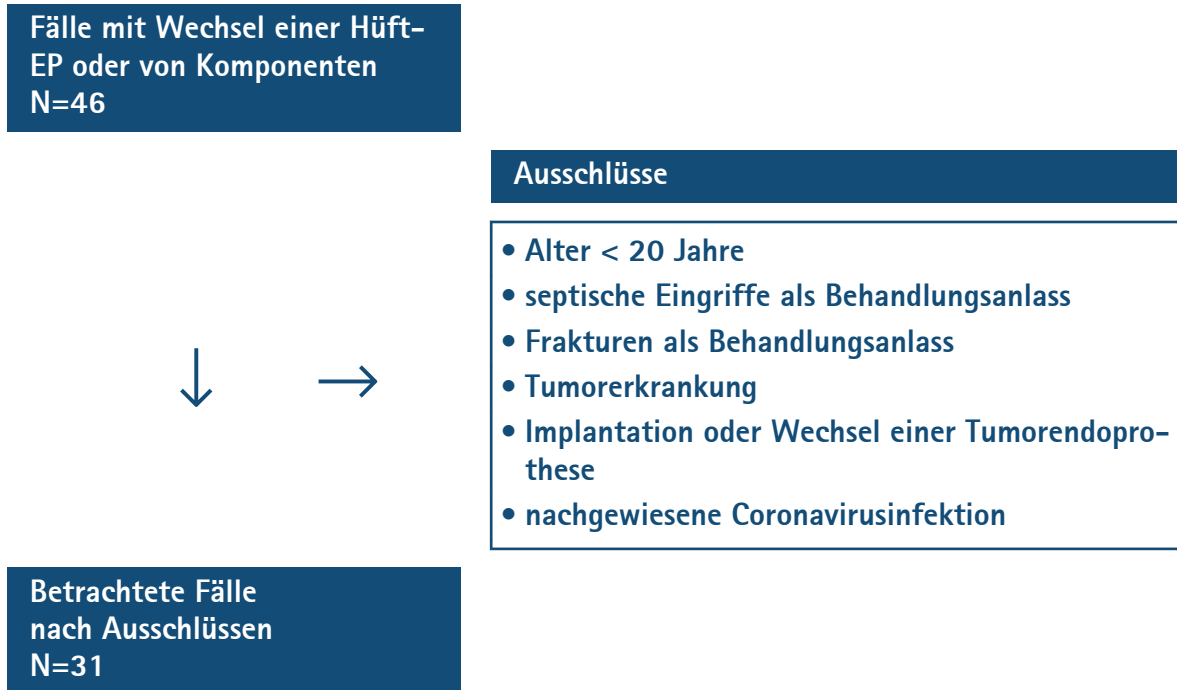 Fälle mit Wechsel einer Hüft-
EP oder von Komponenten
N=46
Ausschlüsse
• Alter < 20 Jahre
• septische Eingriffe als Behandlungsanlass
• Frakturen als Behandlungsanlass
• Tumorerkrankung
• Implantation oder Wechsel einer Tumorendopro-
these
• nachgewiesene Coronavirusinfektion
Betrachtete Fälle
nach Ausschlüssen
N=31